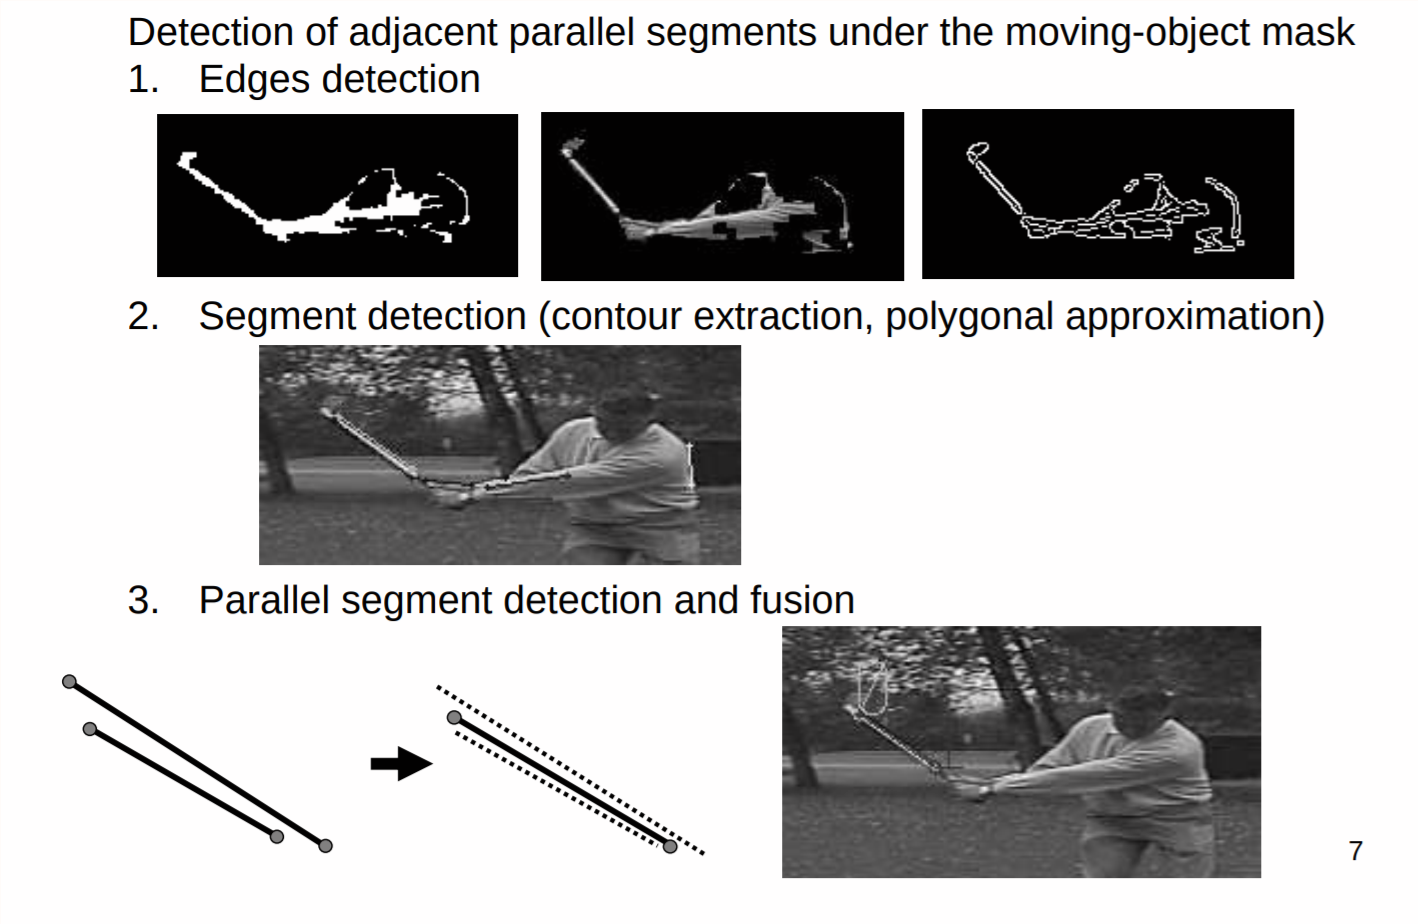 Detection of adjacent parallel segments under the moving-object mask
1. Edges detection
2. Segment detection (contour extraction, polygonal approximation)
3. Parallel segment detection and fusion
7